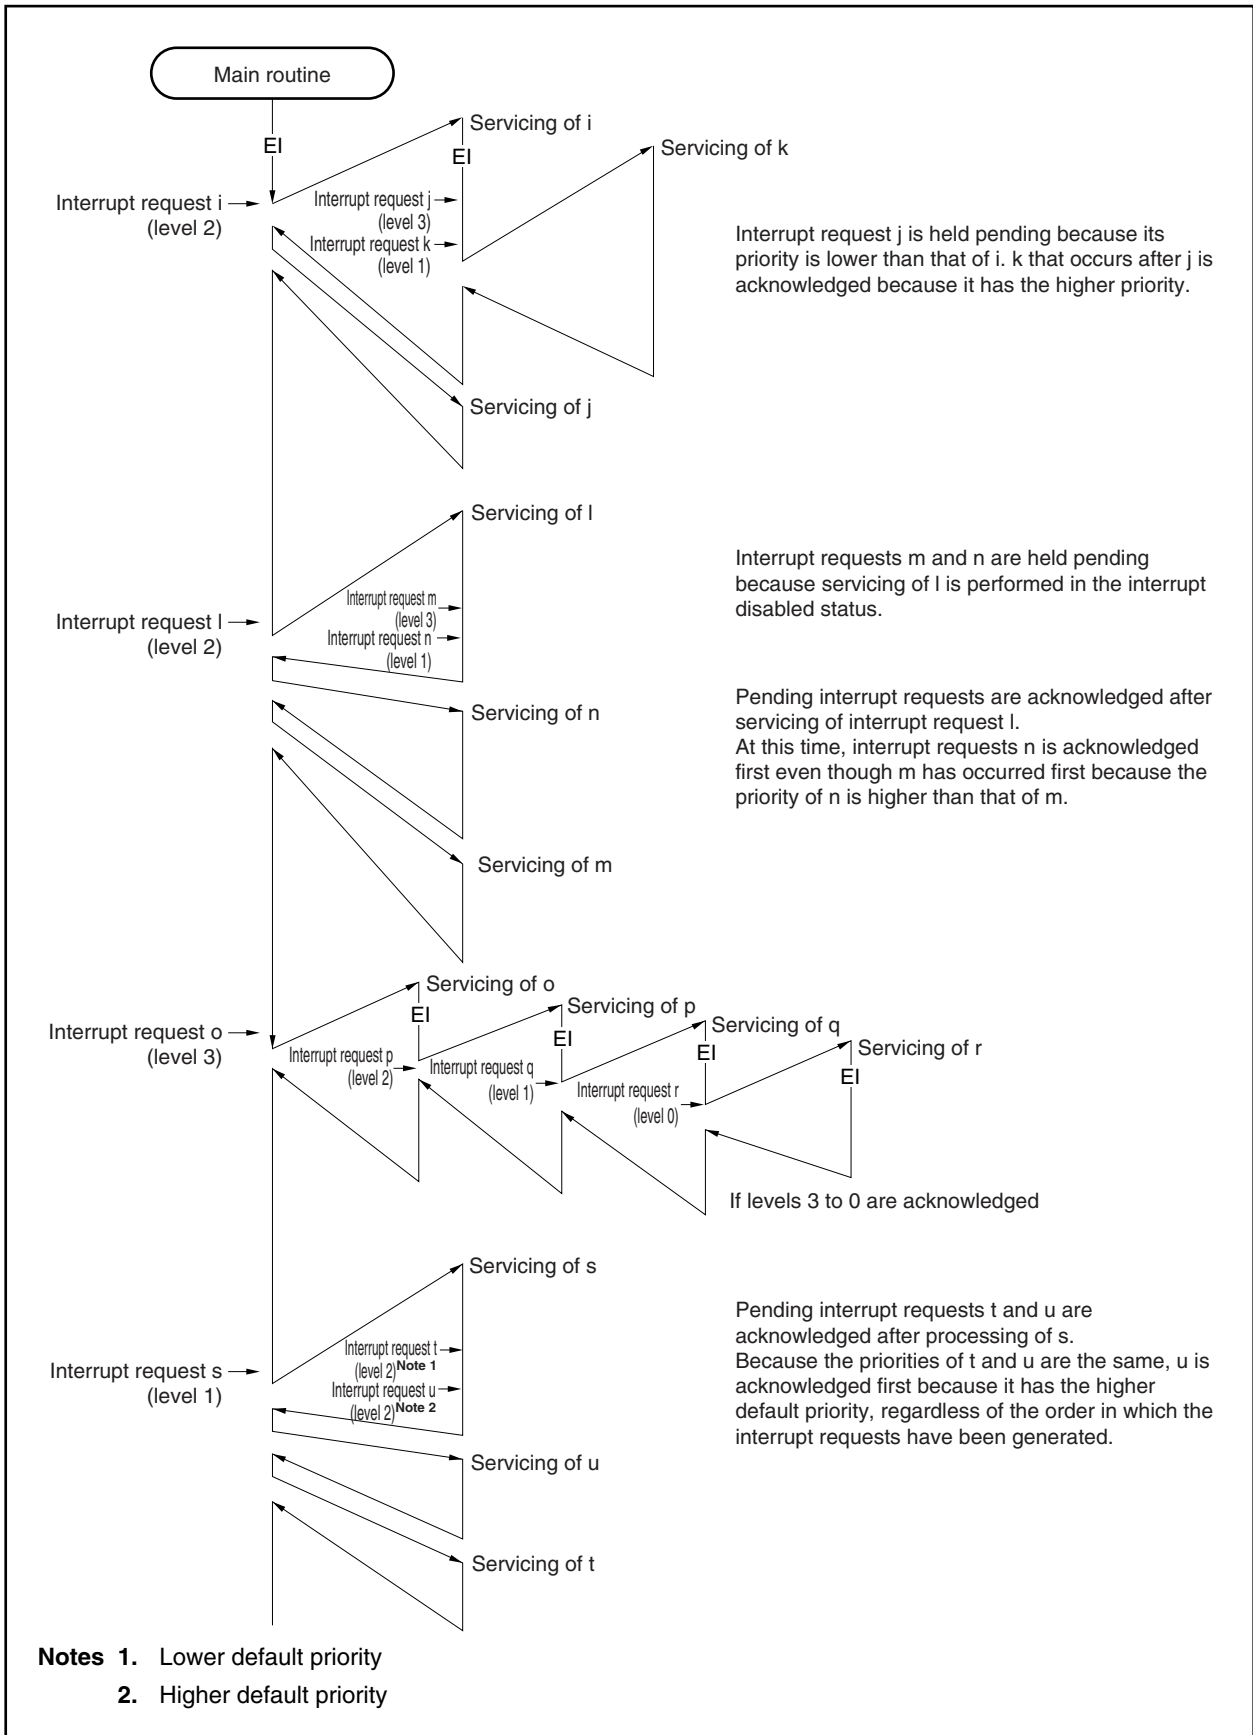 Main routine
EI
Servicing of i
EI
Servicing of k
Interrupt request i
(level 2)
Interrupt request j
(level 3)
Interrupt request k
(level 1)
Interrupt request j is held pending because its
priority is lower than that of i. k that occurs after j is
acknowledged because it has the higher priority.
Servicing of j
Servicing of l
Interrupt request l
(level 2)
Interrupt request m
(level 3)
Interrupt request n
(level 1)
Interrupt requests m and n are held pending
because servicing of l is performed in the interrupt
disabled status.
Servicing of n
Pending interrupt requests are acknowledged after
servicing of interrupt request l.
At this time, interrupt requests n is acknowledged
first even though m has occurred first because the
priority of n is higher than that of m.
Servicing of m
Interrupt request o
(level 3)
Servicing of o
EI
Interrupt request p
(level 2)
Servicing of p
EI
Interrupt request q
(level 1)
Servicing of q
EI
Interrupt request r
(level 0)
Servicing of r
EI
If levels 3 to 0 are acknowledged
Servicing of s
Interrupt request s
(level 1)
Interrupt request t
(level 2) Note 1
Interrupt request u
(level 2) Note 2
Pending interrupt requests t and u are
acknowledged after processing of s.
Because the priorities of t and u are the same, u is
acknowledged first because it has the higher
default priority, regardless of the order in which the
interrupt requests have been generated.
Servicing of u
Servicing of t
Notes 1. Lower default priority
2. Higher default priority